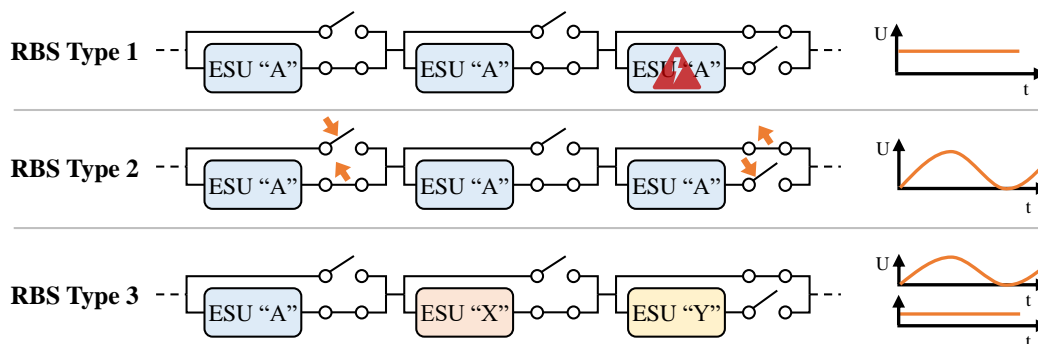 RBS Type 1
ESU “A”
ESU “A”
ESU “A”
U
t
RBS Type 2
ESU “A”
ESU “A”
ESU “A”
U
t
RBS Type 3
ESU “A”
ESU “X”
ESU “Y”
U
t
t